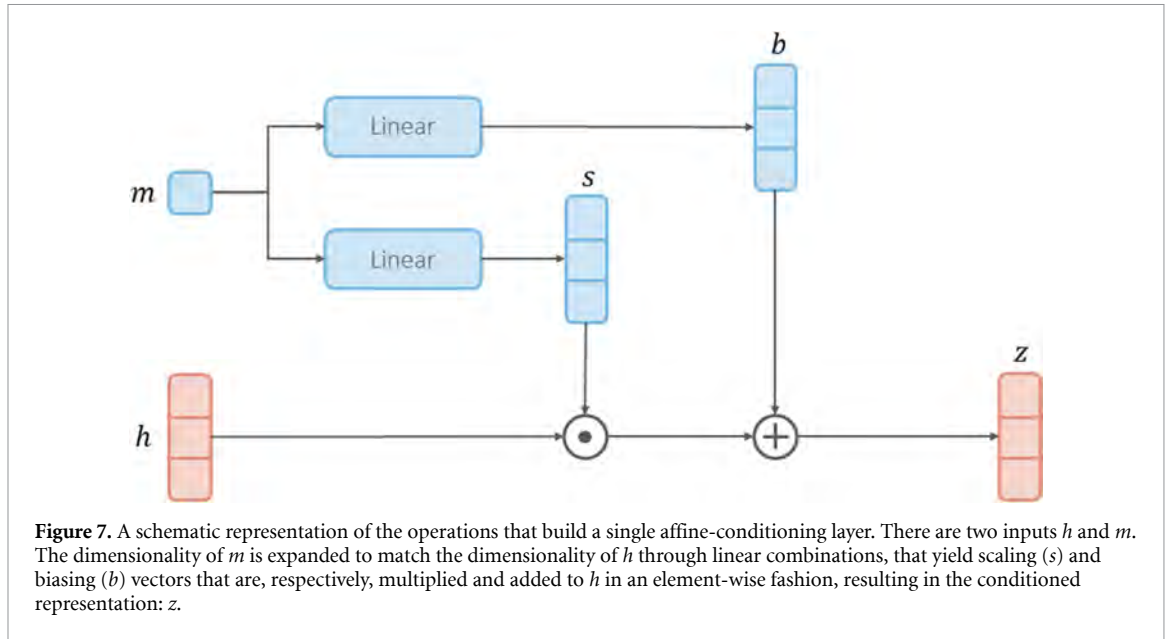 b
Linear
m
s
Linear
z
h
Figure 7. A schematic representation of the operations that build a single affine-conditioning layer. There are two inputs h and m.
The dimensionality of m is expanded to match the dimensionality of h through linear combinations, that yield scaling (s) and
biasing (b) vectors that are, respectively, multiplied and added to h in an element-wise fashion, resulting in the conditioned
representation: z.